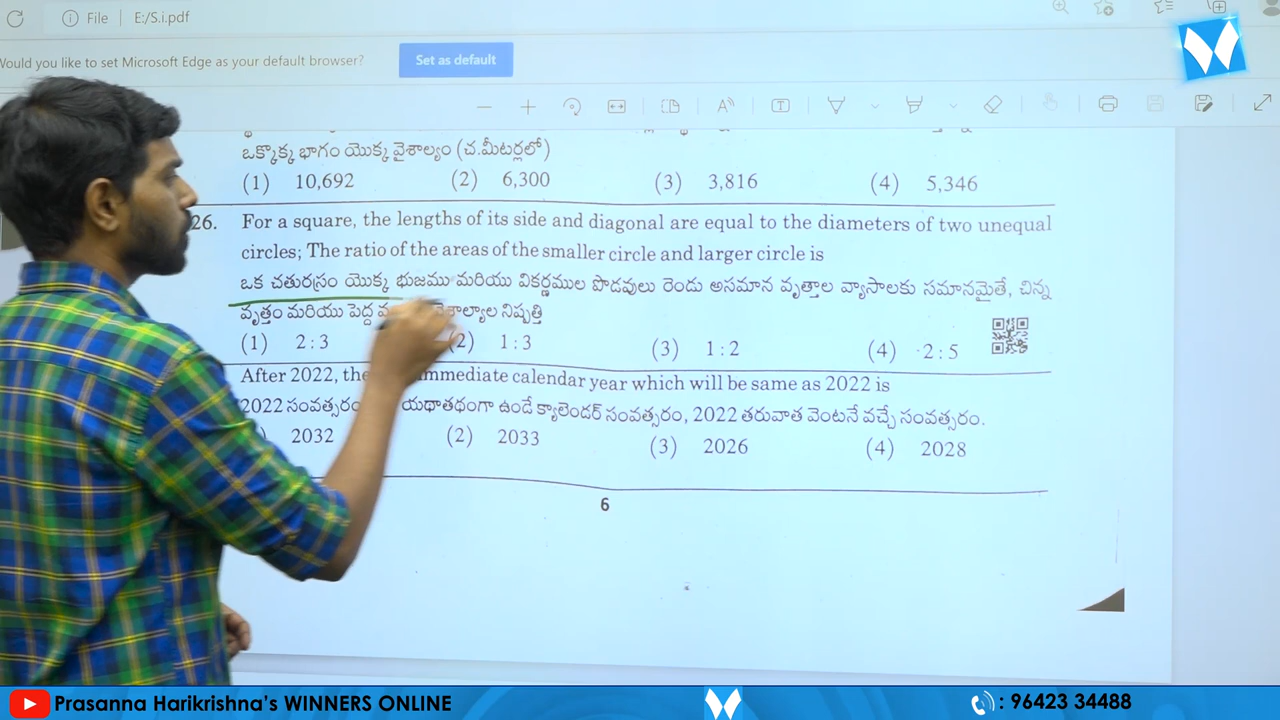 File E:/S.i.pdf
Would you like to set Microsoft Edge as your default browser? Set as default
ఒక్కొక్క భాగం యొక్క వైశాల్యం (చ.మీటర్లలో)
(1) 10,692 (2) 6,300 (3) 3,816 (4) 5,346
26. For a square, the lengths of its side and diagonal are equal to the diameters of two unequal
circles; The ratio of the areas of the smaller circle and larger circle is
ఒక చతురస్రం యొక్క భుజము మరియు వికర్ణముల పొడవులు రెండు అసమాన వృత్తాల వ్యాసాలకు సమానమైతే, చిన్న
వృత్తం మరియు పెద్ద నిష్పత్తి
(1) 2 : 3 (2) 1 : 3 (3) 1 : 2 (4) 2 : 5
After 2022, the immediate calendar year which will be same as 2022 is
2022 యథాతథంగా ఉండే క్యాలెండర్ సంవత్సరం, 2022 తరువాత వెంటనే వచ్చే సంవత్సరం.
2032 (2) 2033 (3) 2026 (4) 2028
6
Prasanna Harikrishna's WINNERS ONLINE : 96423 34488